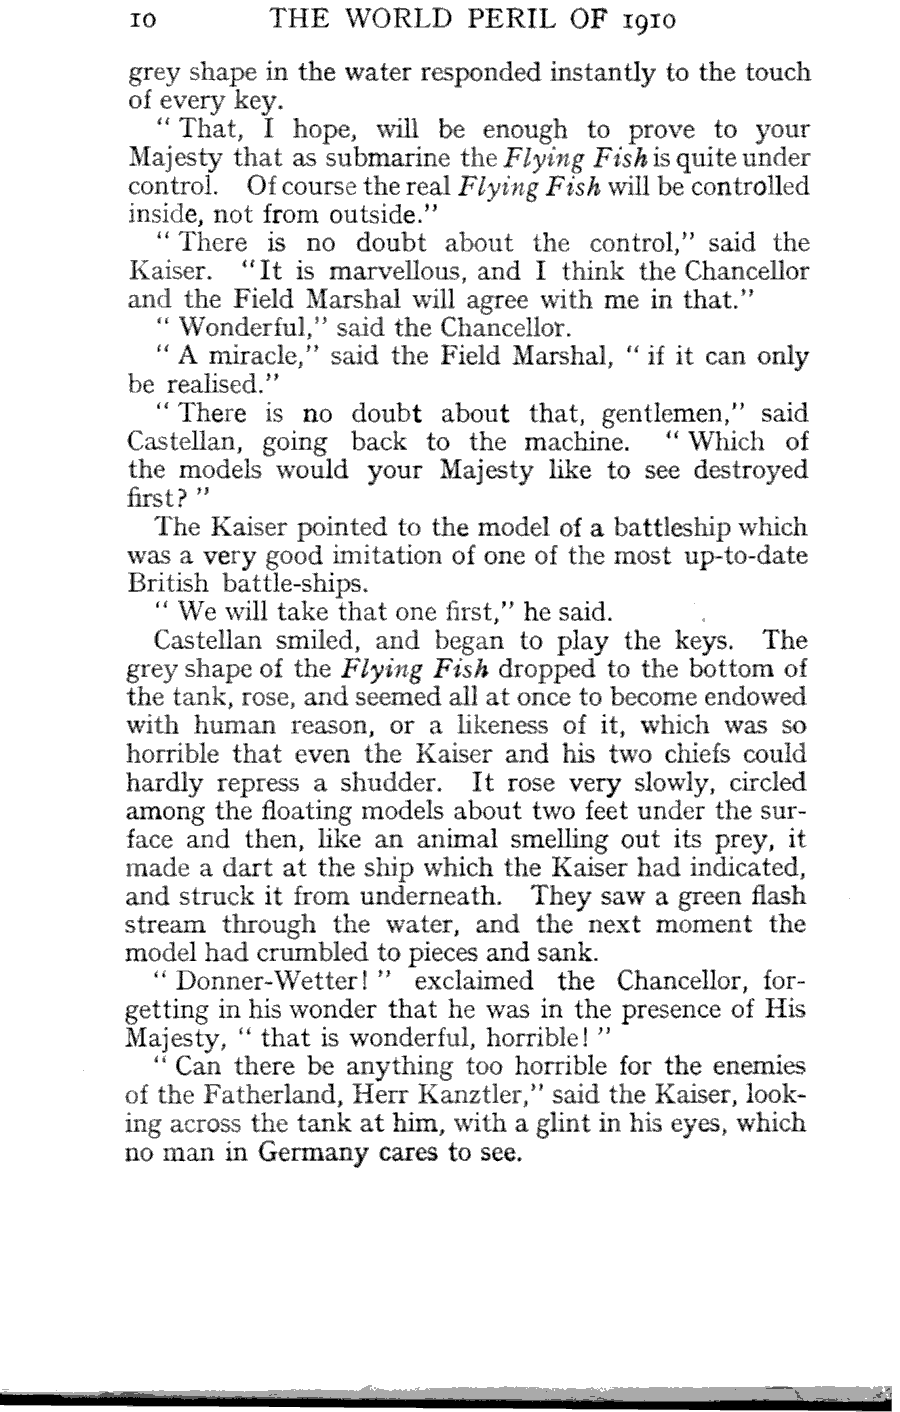 10 THE WORLD PERIL OF 1910
grey shape in the water responded instantly to the touch
of every key.
“ That, I hope, will be enough to prove to your
Majesty that as submarine the Flying Fish is quite under
control. Of course the real Flying Fish will be controlled
inside, not from outside.”
“ There is no doubt about the control,” said the
Kaiser. “It is marvellous, and I think the Chancellor
and the Field Marshal will agree with me in that.”
“ Wonderful,” said the Chancellor.
“ A miracle,” said the Field Marshal, “ if it can only
be realised.”
“ There is no doubt about that, gentlemen,” said
Castellan, going back to the machine. “ Which of
the models would your Majesty like to see destroyed
first? ”
The Kaiser pointed to the model of a battleship which
was a very good imitation of one of the most up-to-date
British battle-ships.
“ We will take that one first,” he said.
Castellan smiled, and began to play the keys. The
grey shape of the Flying Fish dropped to the bottom of
the tank, rose, and seemed all at once to become endowed
with human reason, or a likeness of it, which was so
horrible that even the Kaiser and his two chiefs could
hardly repress a shudder. It rose very slowly, circled
among the floating models about two feet under the sur-
face and then, like an animal smelling out its prey, it
made a dart at the ship which the Kaiser had indicated,
and struck it from underneath. They saw a green flash
stream through the water, and the next moment the
model had crumbled to pieces and sank.
“ Donner-Wetter! ” exclaimed the Chancellor, for-
getting in his wonder that he was in the presence of His
Majesty, “ that is wonderful, horrible! ”
“ Can there be anything too horrible for the enemies
of the Fatherland, Herr Kanztler,” said the Kaiser, look-
ing across the tank at him, with a glint in his eyes, which
no man in Germany cares to see.